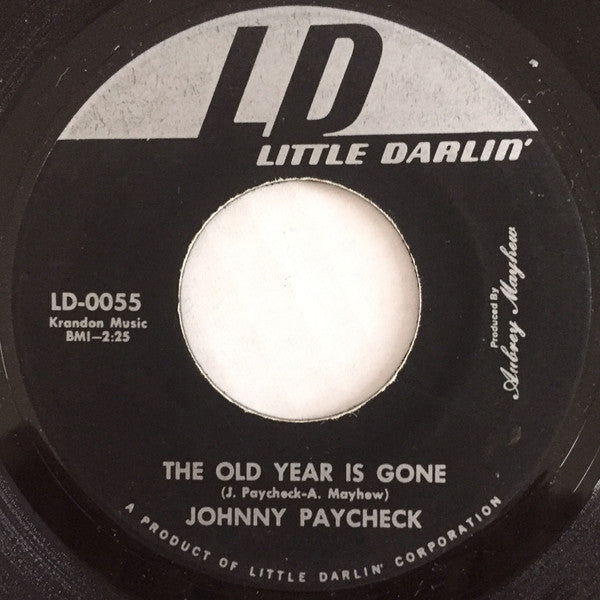 LD
LITTLE DARLIN'
LD-0055
Krandon Music
BMI-2:25
Produced By
Aubrey Mayhew
THE OLD YEAR IS GONE
(J. Paycheck-A. Mayhew)
JOHNNY PAYCHECK
A PRODUCT OF LITTLE DARLIN' CORPORATION